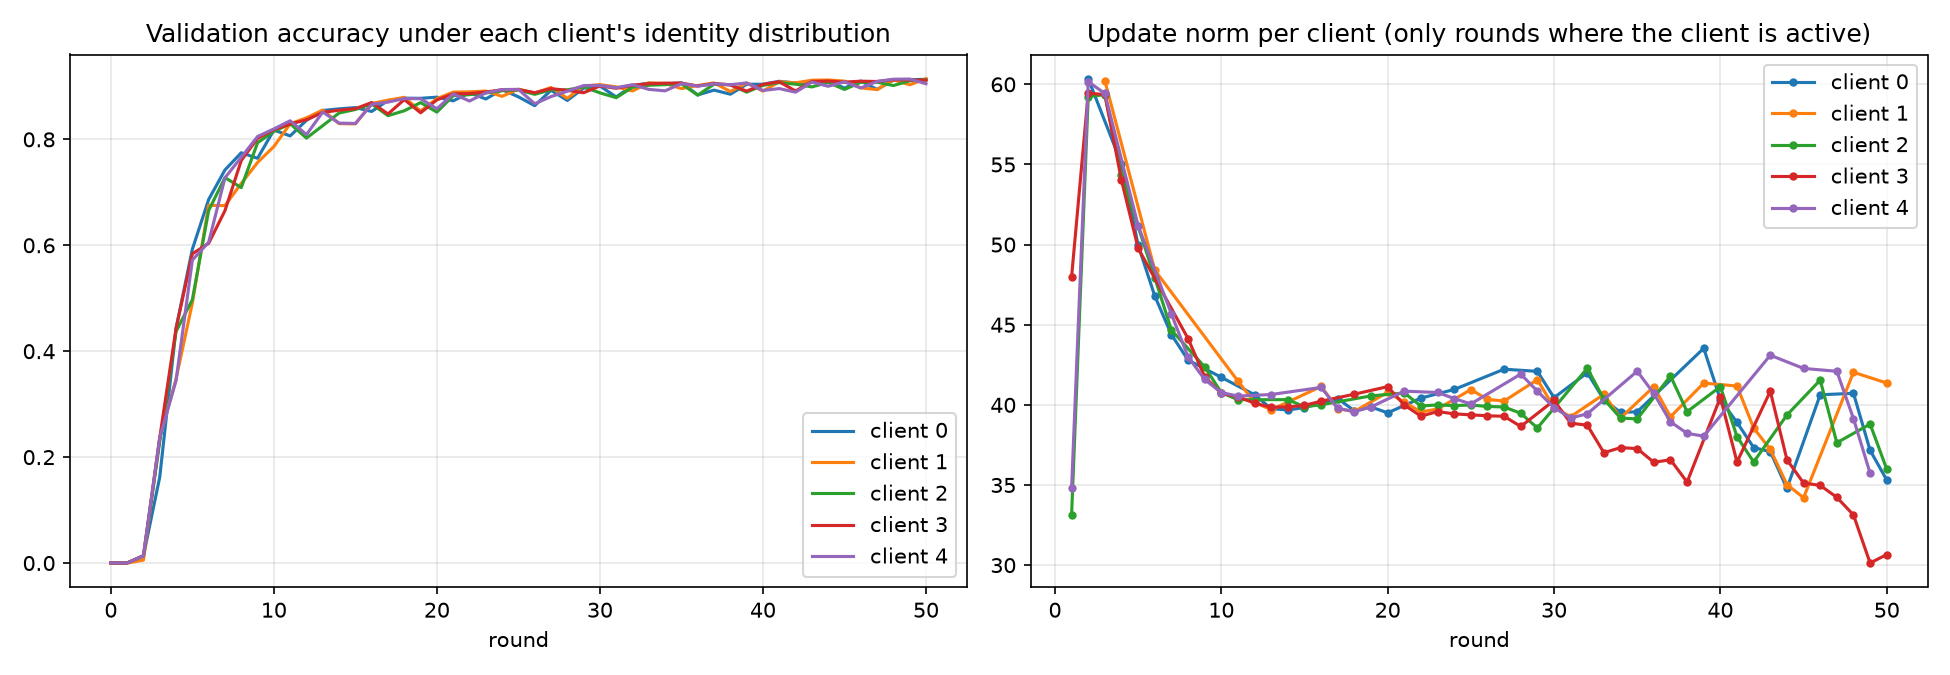 Validation accuracy under each client's identity distribution
0.8
0.6
0.4
0.2
0.0
client 0
client 1
client 2
client 3
client 4
0 10 20 30 40 50
round
Update norm per client (only rounds where the client is active)
60
55
50
45
40
35
30
client 0
client 1
client 2
client 3
client 4
0 10 20 30 40 50
round